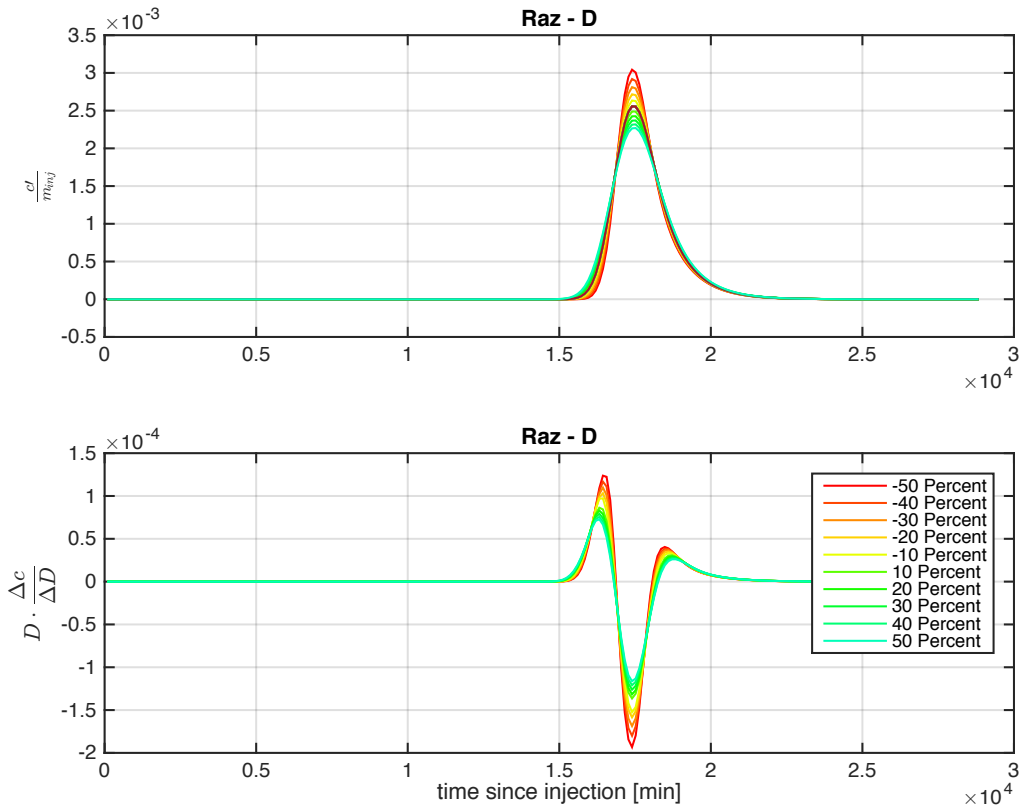 Raz - D
×10-3
3.5
3
2.5
2
1.5
1
0.5
0
-0.5
c′/minj
0 0.5 1 1.5 2 2.5 3
×104
Raz - D
×10-4
1.5
1
0.5
0
-0.5
-1
-1.5
-2
D · Δc/ΔD
-50 Percent
-40 Percent
-30 Percent
-20 Percent
-10 Percent
10 Percent
20 Percent
30 Percent
40 Percent
50 Percent
0 0.5 1 1.5 2 2.5 3
time since injection [min]
×104